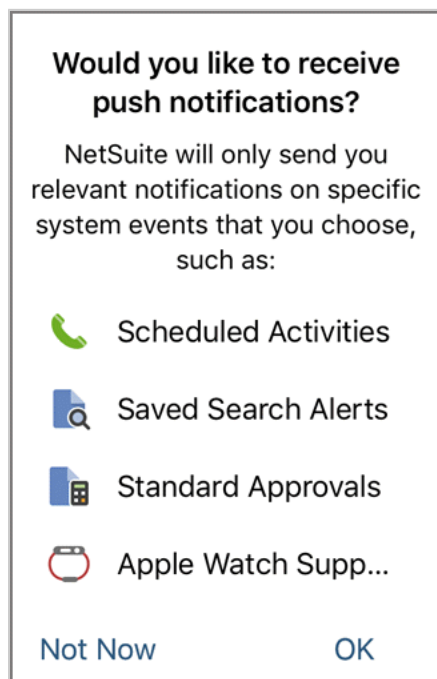 Would you like to receive
push notifications?
NetSuite will only send you
relevant notifications on specific
system events that you choose,
such as:
Scheduled Activities
Saved Search Alerts
Standard Approvals
Apple Watch Supp...
Not Now OK